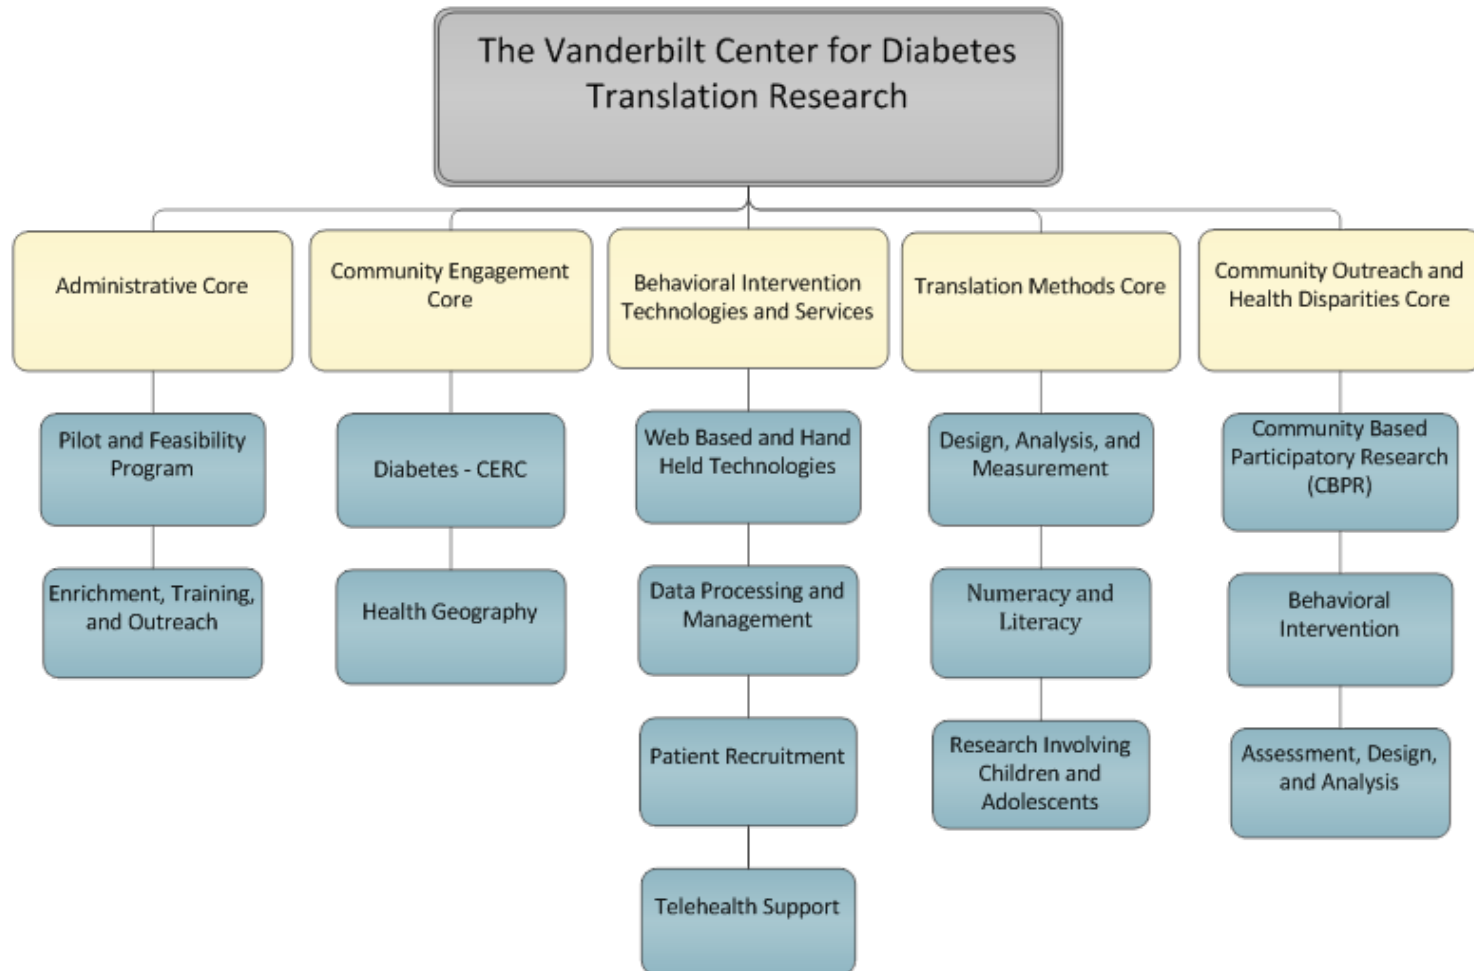 The Vanderbilt Center for Diabetes
Translation Research
Administrative Core
Community Engagement
Core
Behavioral Intervention
Technologies and Services
Translation Methods Core
Community Outreach and
Health Disparities Core
Pilot and Feasibility
Program
Enrichment, Training,
and Outreach
Diabetes - CERC
Health Geography
Web Based and Hand
Held Technologies
Data Processing and
Management
Patient Recruitment
Telehealth Support
Design, Analysis, and
Measurement
Numeracy and
Literacy
Research Involving
Children and
Adolescents
Community Based
Participatory Research
(CBPR)
Behavioral
Intervention
Assessment, Design,
and Analysis